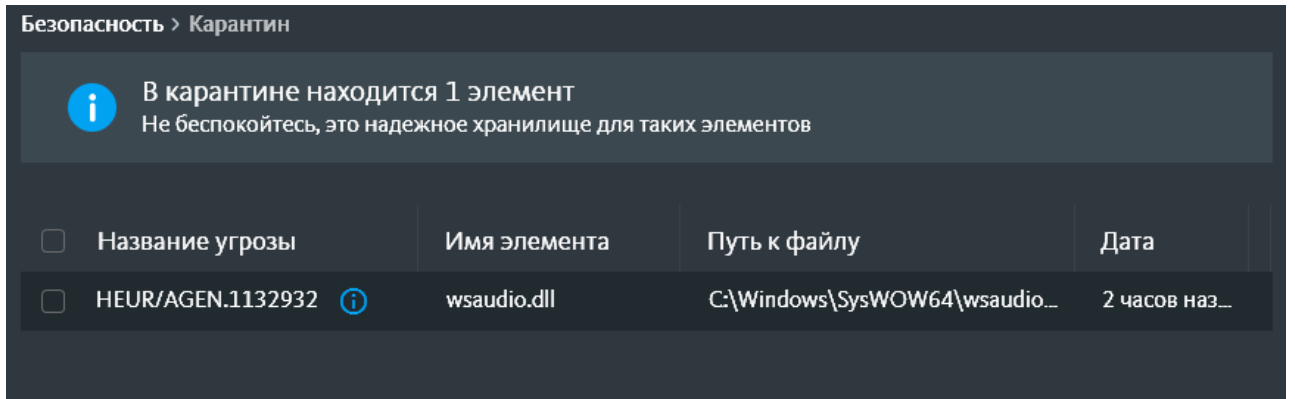 Безопасность > Карантин
В карантине находится 1 элемент
Не беспокойтесь, это надежное хранилище для таких элементов
Название угрозы Имя элемента Путь к файлу Дата
HEUR/AGEN.1132932 wsaudio.dll C:\Windows\SysWOW64\wsaudio... 2 часов наз...